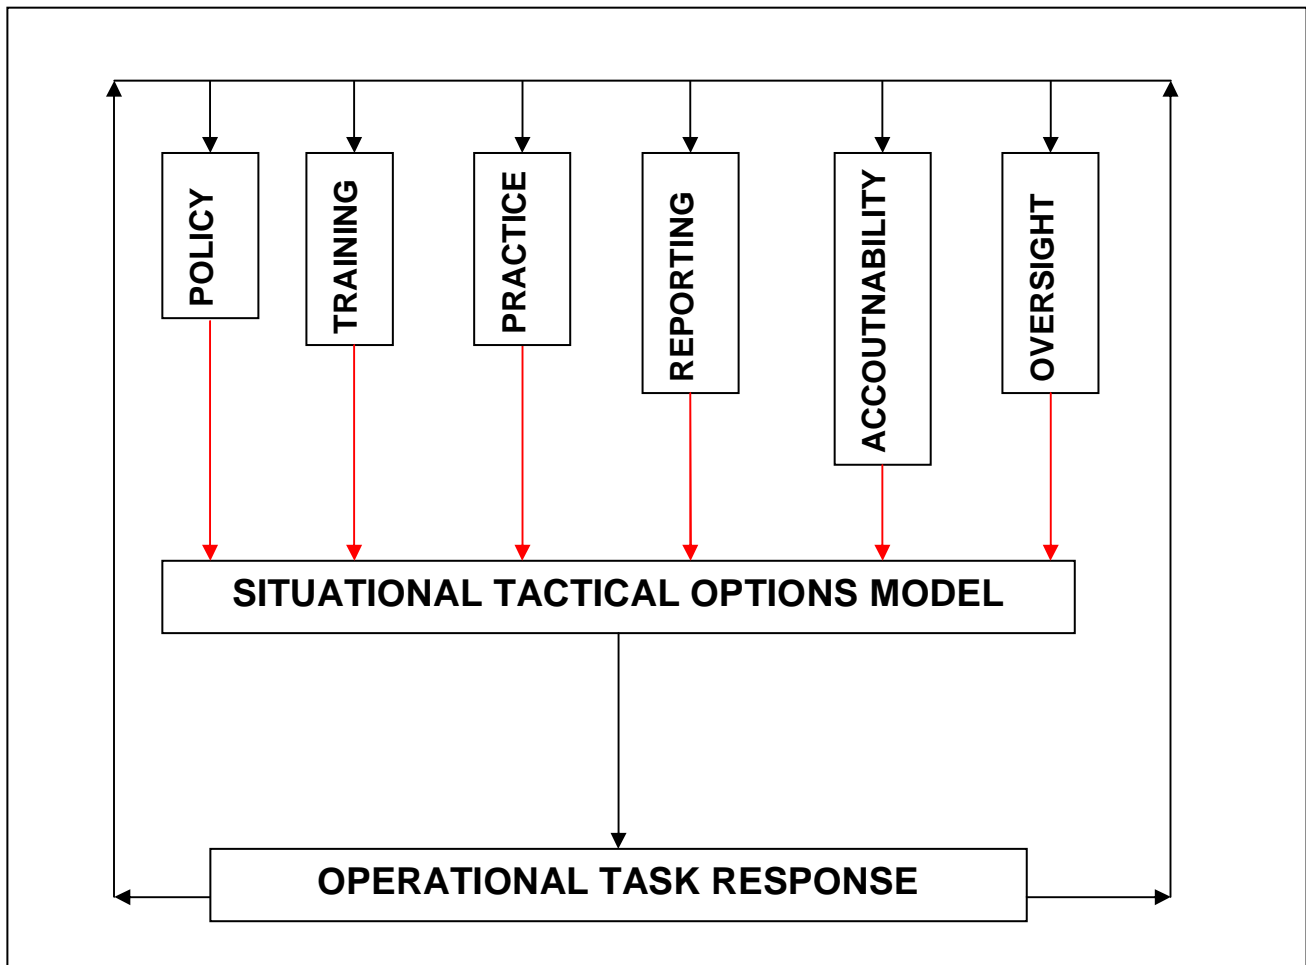 POLICY
TRAINING
PRACTICE
REPORTING
ACCOUTNABILITY
OVERSIGHT
SITUATIONAL TACTICAL OPTIONS MODEL
OPERATIONAL TASK RESPONSE